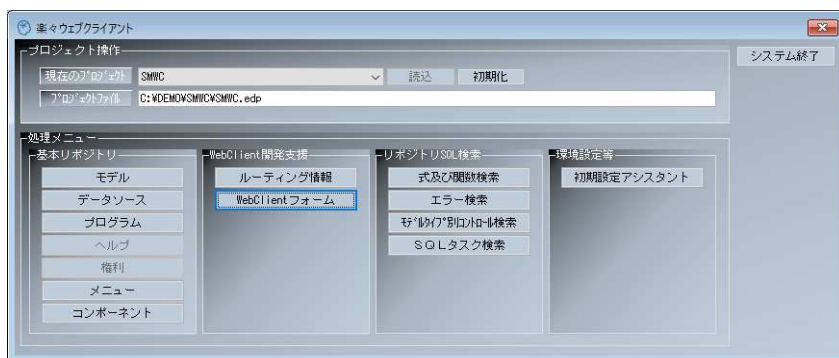 楽々ウェブクライアント
プロジェクト操作
システム終了
現在のプロジェクト SMWC 読込 初期化
プロジェクトファイル C:¥DEMO¥SMWC¥SMWC.edp
処理メニュー
基本リポジトリ
モデル
データソース
プログラム
ヘルプ
権利
メニュー
コンポーネント
WebClient開発支援
ルーティング情報
WebClientフォーム
リポジトリSQL検索
式及び関数検索
エラー検索
モデルタイプ別コントロール検索
SQLタスク検索
環境設定等
初期設定アシスタント